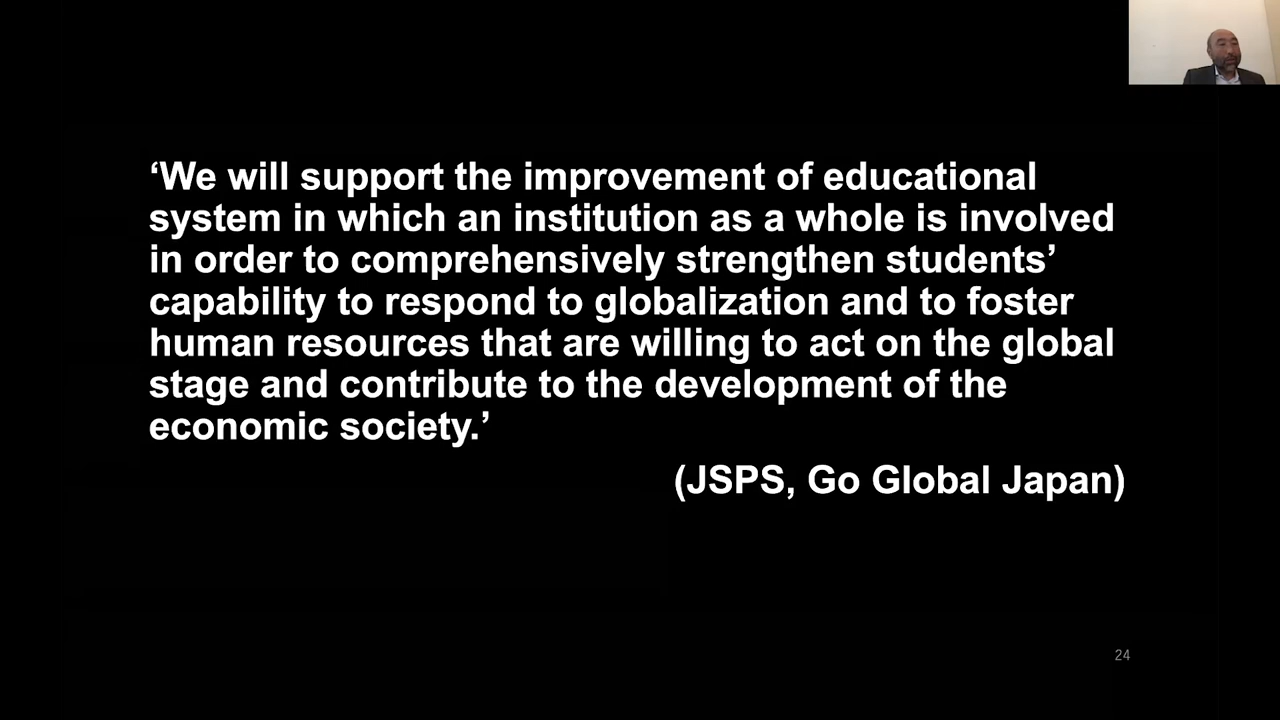 ‘We will support the improvement of educational
system in which an institution as a whole is involved
in order to comprehensively strengthen students’
capability to respond to globalization and to foster
human resources that are willing to act on the global
stage and contribute to the development of the
economic society.’
(JSPS, Go Global Japan)
24